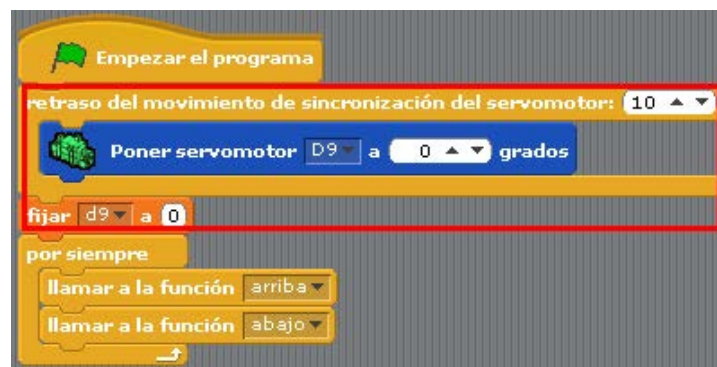 Empezar el programa
retraso del movimiento de sincronización del servomotor: 10
Poner servomotor D9 a 0 grados
fijar d9 a 0
por siempre
llamar a la función arriba
llamar a la función abajo